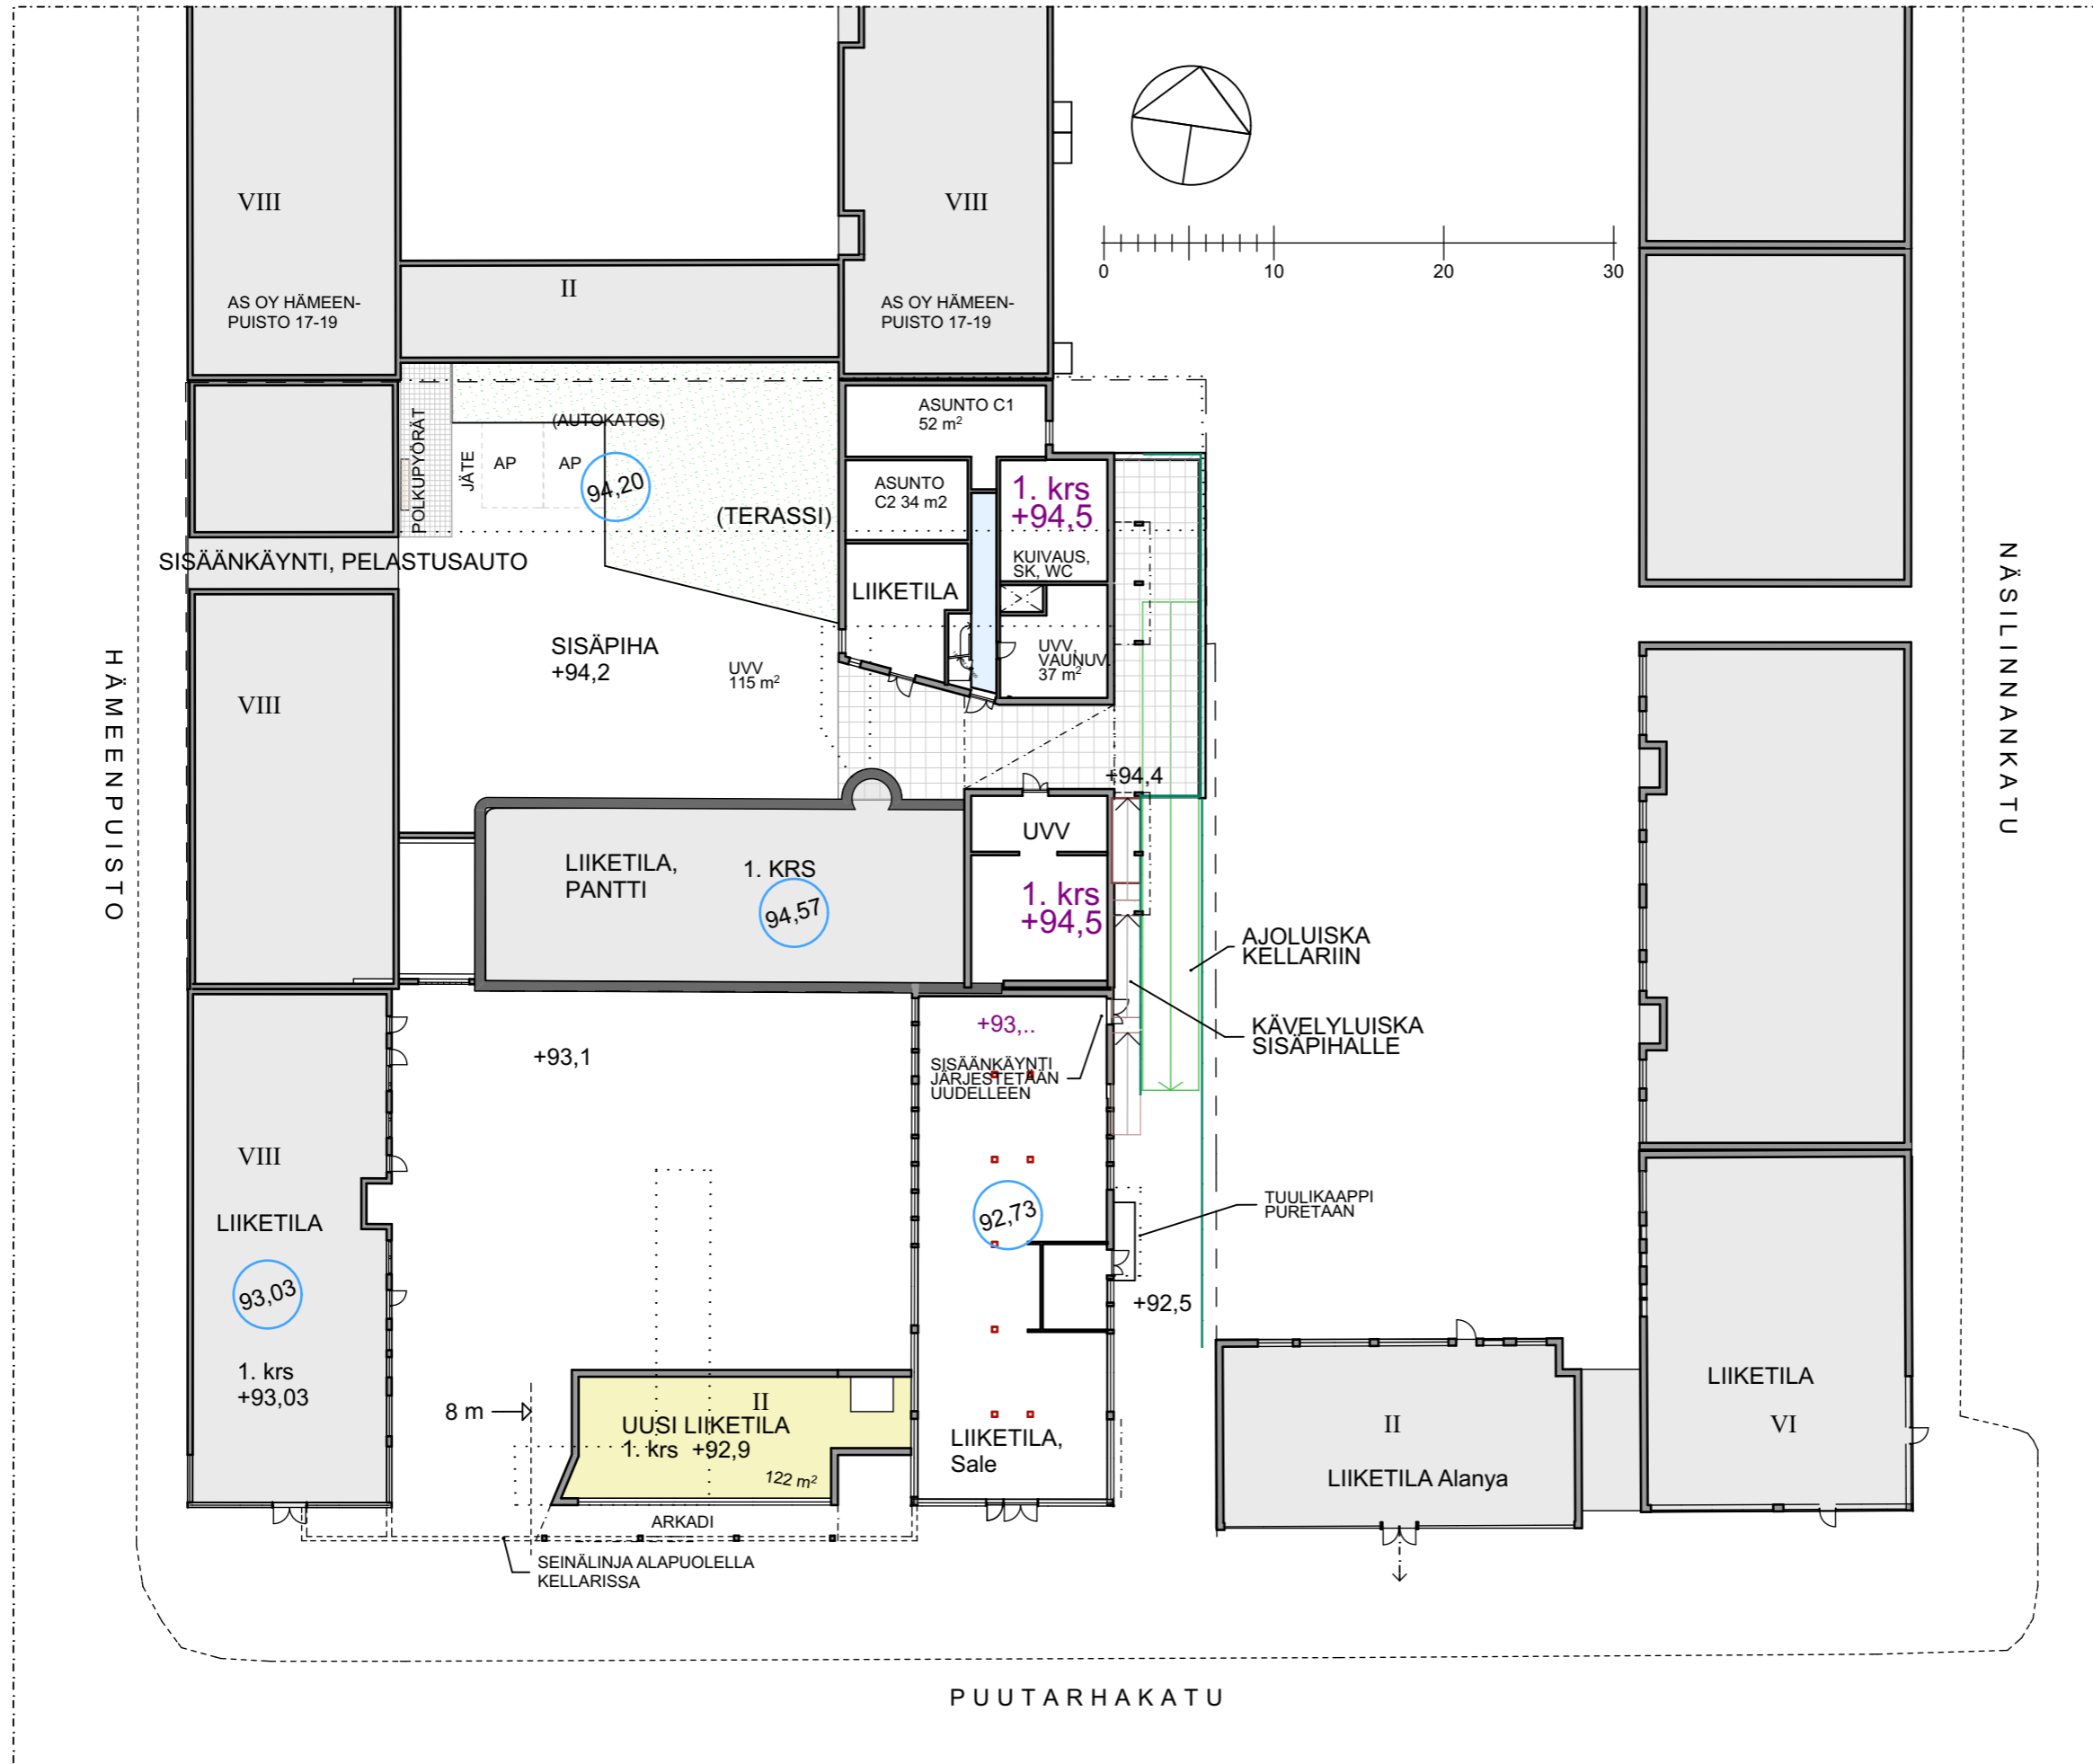 VIII
VIII
0
10
20
30
II
AS OY HÄMEEN-
PUISTO 17-19
AS OY HÄMEEN-
PUISTO 17-19
POLKUPYÖRÄT
JÄTE
(AUTOKATOS)
AP
AP
94,20
(TERASSI)
ASUNTO C1
52 m²
ASUNTO
C2 34 m2
1. krs
+94,5
KUIVAUS,
SK, WC
SISÄÄNKÄYNTI, PELASTUSAUTO
LIIKETILA
SISÄPIHA
+94,2
UVV
115 m²
UVV,
VAUNUV.
37 m²
HÄMEENPUISTO
NÄSILINNANKATU
VIII
+94,4
UVV
LIIKETILA,
PANTTI
1. KRS
94,57
1. krs
+94,5
AJOLUISKA
KELLARIIN
KÄVELYLUISKA
SISÄPIHALLE
+93,1
+93,..
SISÄÄNKÄYNTI
JÄRJESTETÄÄN
UUDELLEEN
VIII
LIIKETILA
93,03
1. krs
+93,03
92,73
TUULIKAAPPI
PURETAAN
+92,5
8 m
II
UUSI LIIKETILA
1. krs +92,9
122 m²
LIIKETILA,
Sale
ARKADI
SEINÄLINJA ALAPUOLELLA
KELLARISSA
II
LIIKETILA Alanya
LIIKETILA
VI
PUUTARHAKATU